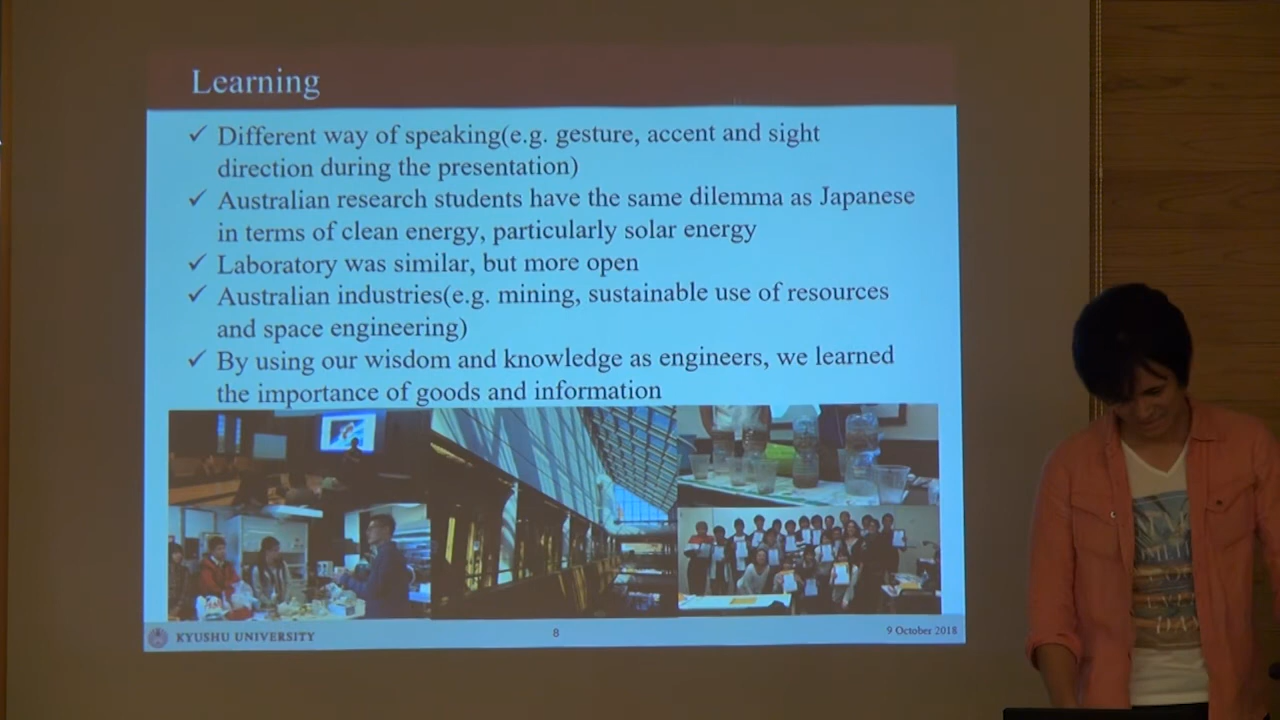 Learning
✓ Different way of speaking(e.g. gesture, accent and sight
direction during the presentation)
✓ Australian research students have the same dilemma as Japanese
in terms of clean energy, particularly solar energy
✓ Laboratory was similar, but more open
✓ Australian industries(e.g. mining, sustainable use of resources
and space engineering)
✓ By using our wisdom and knowledge as engineers, we learned
the importance of goods and information
KYUSHU UNIVERSITY
8
9 October 2018